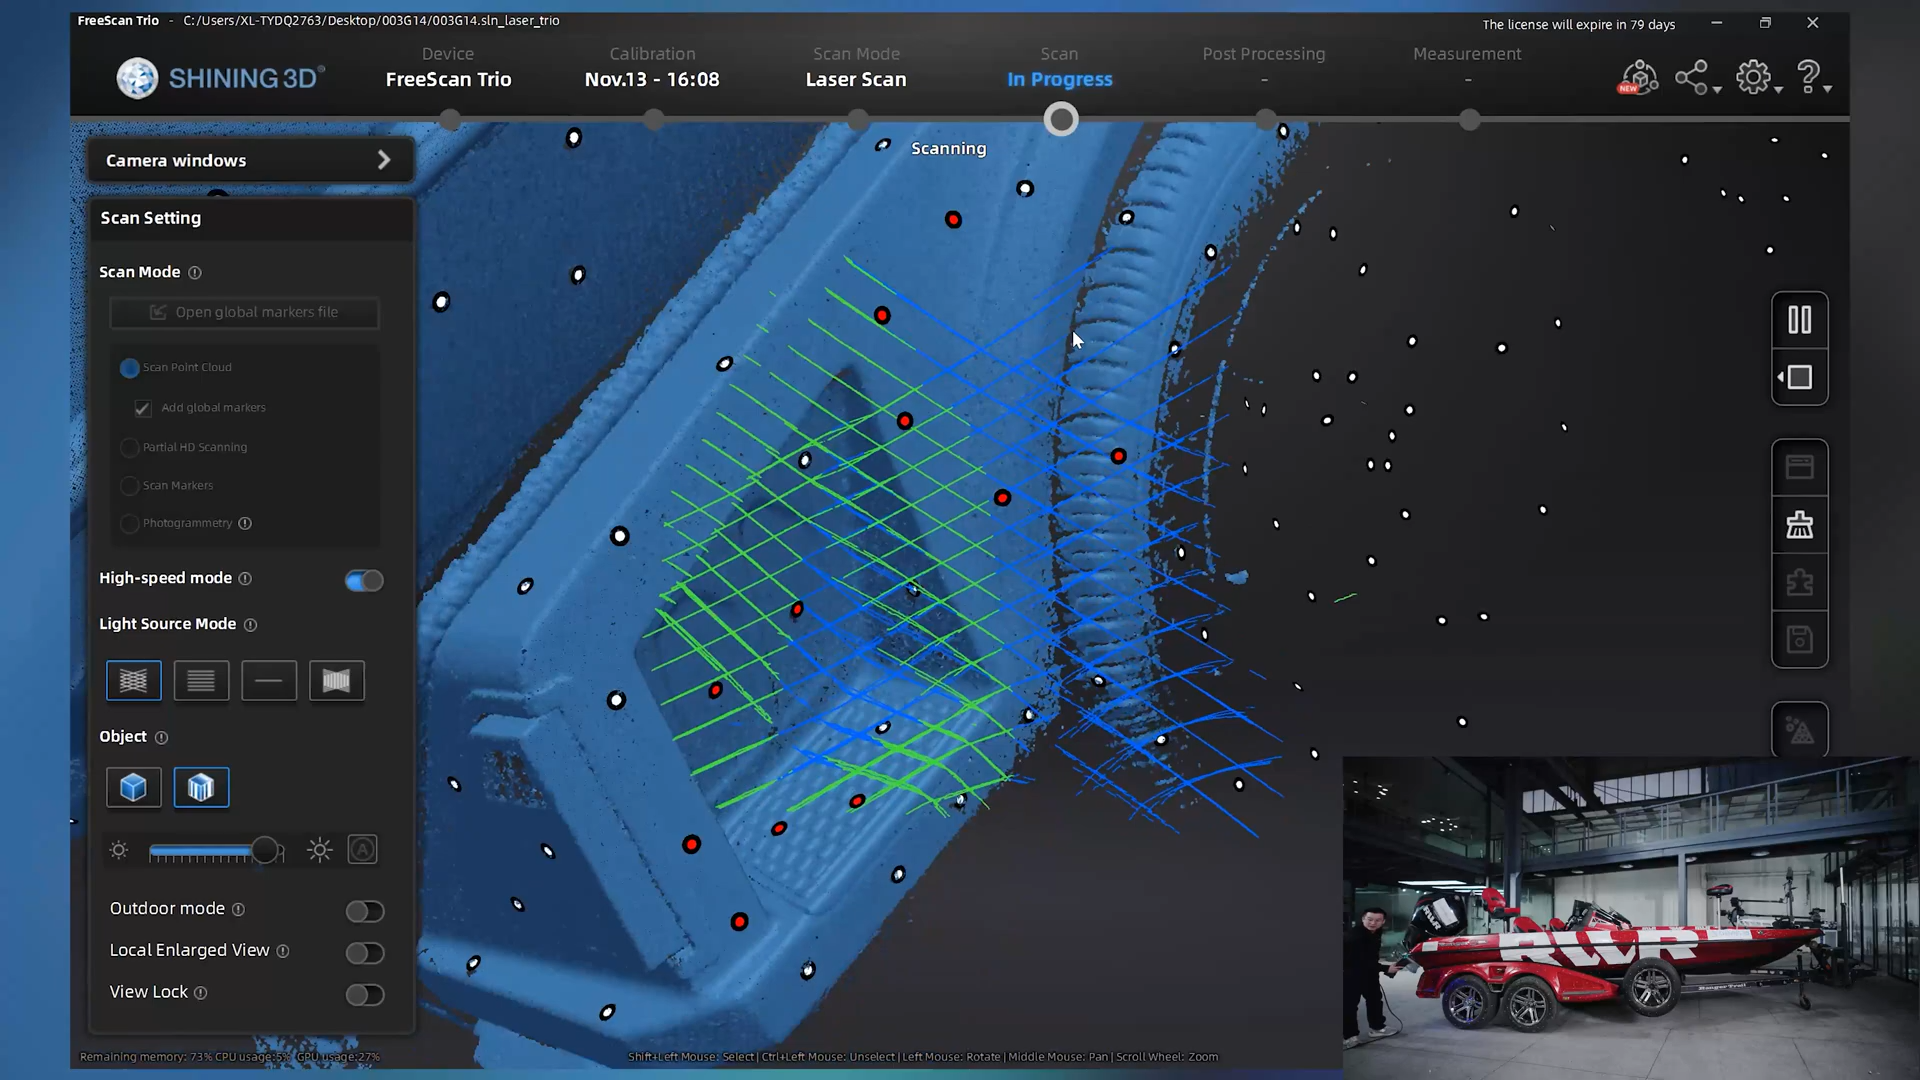 FreeScan Trio - C:/Users/XL-TYDQ2763/Desktop/003G14/003G14.sln_laser_trio
The license will expire in 79 days
SHINING 3D®
Device
FreeScan Trio
Calibration
Nov.13 - 16:08
Scan Mode
Laser Scan
Scan
In Progress
Post Processing
-
Measurement
-
NEW
Scanning
Camera windows
Scan Setting
Scan Mode
Open global markers file
Scan Point Cloud
Add global markers
Partial HD Scanning
Scan Markers
Photogrammetry
High-speed mode
Light Source Mode
Object
A
Outdoor mode
Local Enlarged View
View Lock
Remaining memory: 73% CPU usage:5% GPU usage:27%
Shift+Left Mouse: Select | Ctrl+Left Mouse: Unselect | Left Mouse: Rotate | Middle Mouse: Pan | Scroll Wheel: Zoom
RWR
Ranger Trail